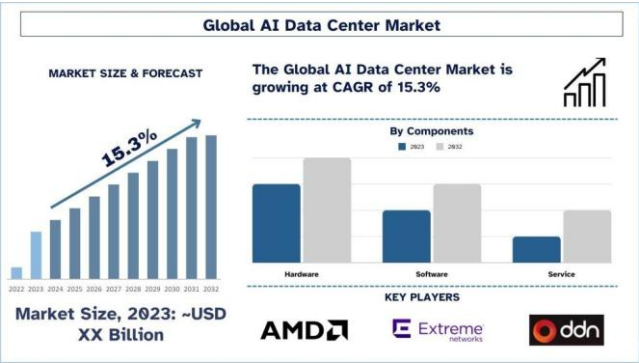 Global AI Data Center Market
MARKET SIZE & FORECAST
15.3%
2022 2023 2024 2025 2026 2027 2028 2029 2030 2031 2032
Market Size, 2023: ~USD
XX Billion
The Global AI Data Center Market is
growing at CAGR of 15.3%
By Components
2023 2032
Hardware Software Service
KEY PLAYERS
AMD
Extreme
networks
ddn